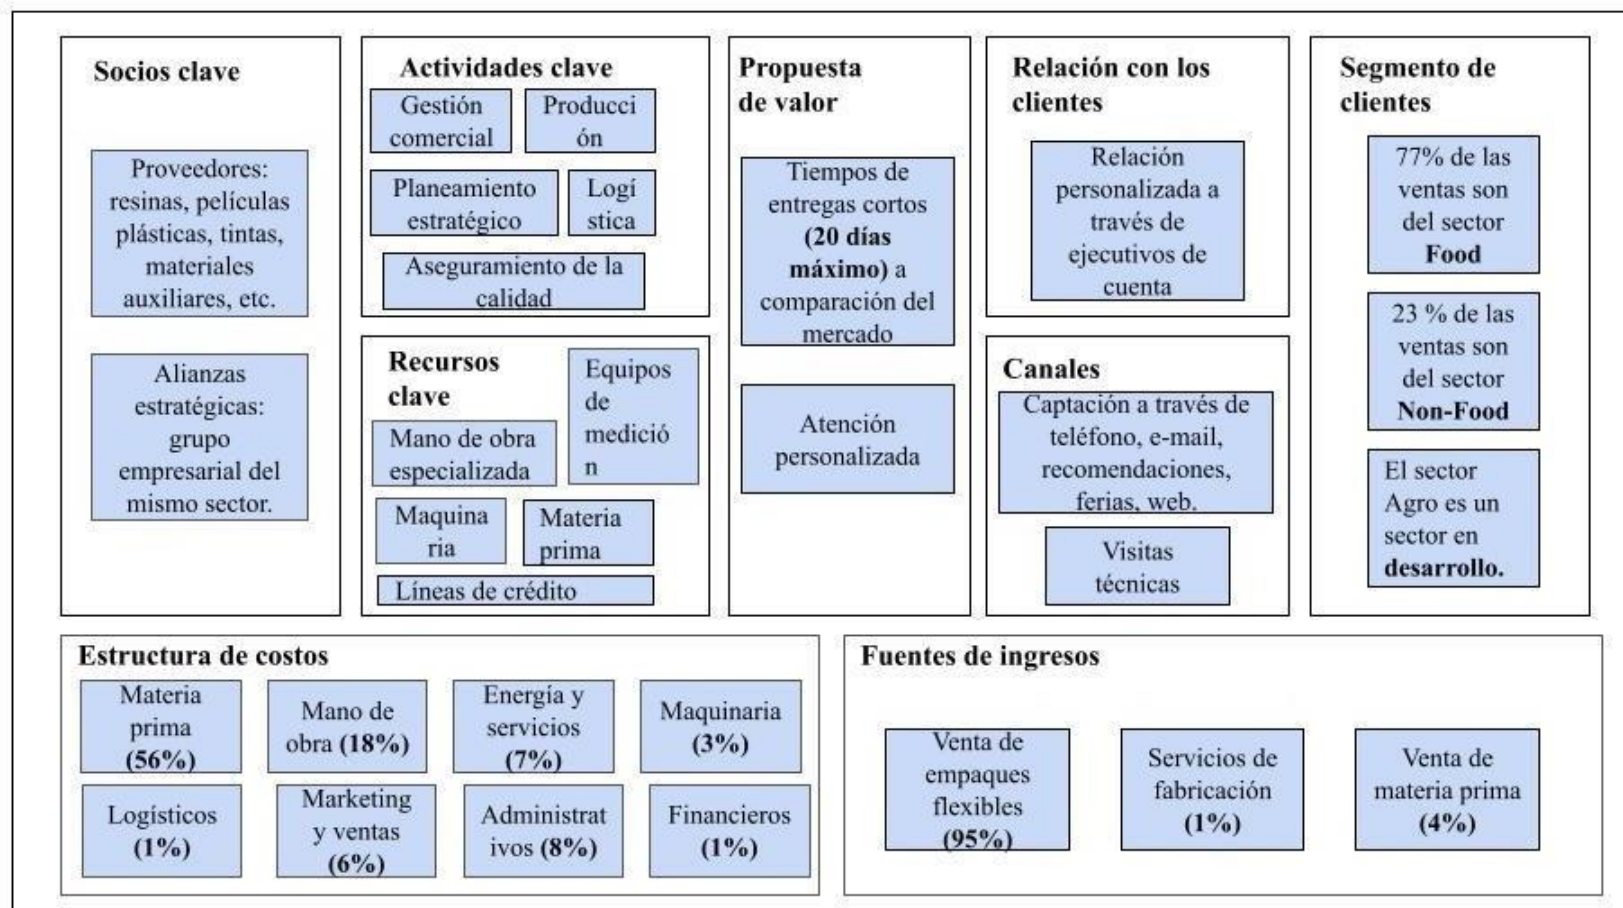 Socios clave
Proveedores:
resinas, películas
plásticas, tintas,
materiales
auxiliares, etc.
Alianzas
estratégicas:
grupo
empresarial del
mismo sector.
Actividades clave
Gestión
comercial
Producci
ón
Planeamiento
estratégico
Logí
stica
Aseguramiento de la
calidad
Recursos
clave
Equipos
de
medició
n
Mano de obra
especializada
Maquina
ria
Materia
prima
Líneas de crédito
Propuesta
de valor
Tiempos de
entregas cortos
(20 días
máximo) a
comparación del
mercado
Atención
personalizada
Relación con los
clientes
Relación
personalizada a
través de
ejecutivos de
cuenta
Canales
Captación a través de
teléfono, e-mail,
recomendaciones,
ferias, web.
Visitas
técnicas
Segmento de
clientes
77% de las
ventas son
del sector
Food
23 % de las
ventas son
del sector
Non-Food
El sector
Agro es un
sector en
desarrollo.
Estructura de costos
Materia
prima
(56%)
Mano de
obra (18%)
Energía y
servicios
(7%)
Maquinaria
(3%)
Logísticos
(1%)
Marketing
y ventas
(6%)
Administrat
ivos (8%)
Financieros
(1%)
Fuentes de ingresos
Venta de
empaques
flexibles
(95%)
Servicios de
fabricación
(1%)
Venta de
materia prima
(4%)